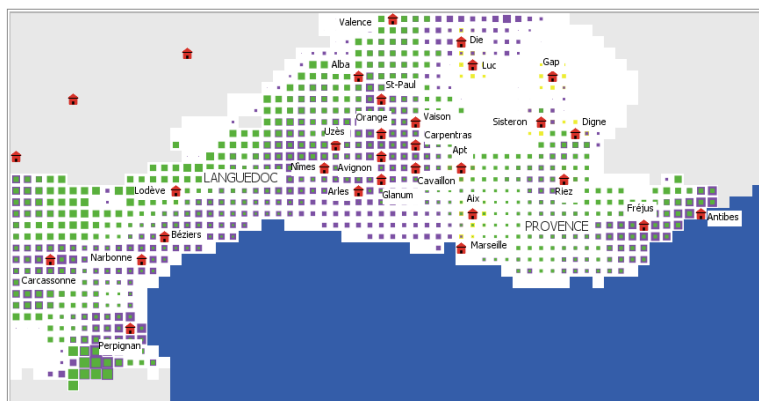 Valence
Die
Alba
Luc
Gap
St-Paul
Orange
Vaison
Sisteron
Digne
Uzès
Carpentras
Apt
Nîmes
Avignon
LANGUEDOC
Cavaillon
Lodève
Arles
Glanum
Riez
Aix
Fréjus
Antibes
PROVENCE
Béziers
Marseille
Narbonne
Carcassonne
Perpignan